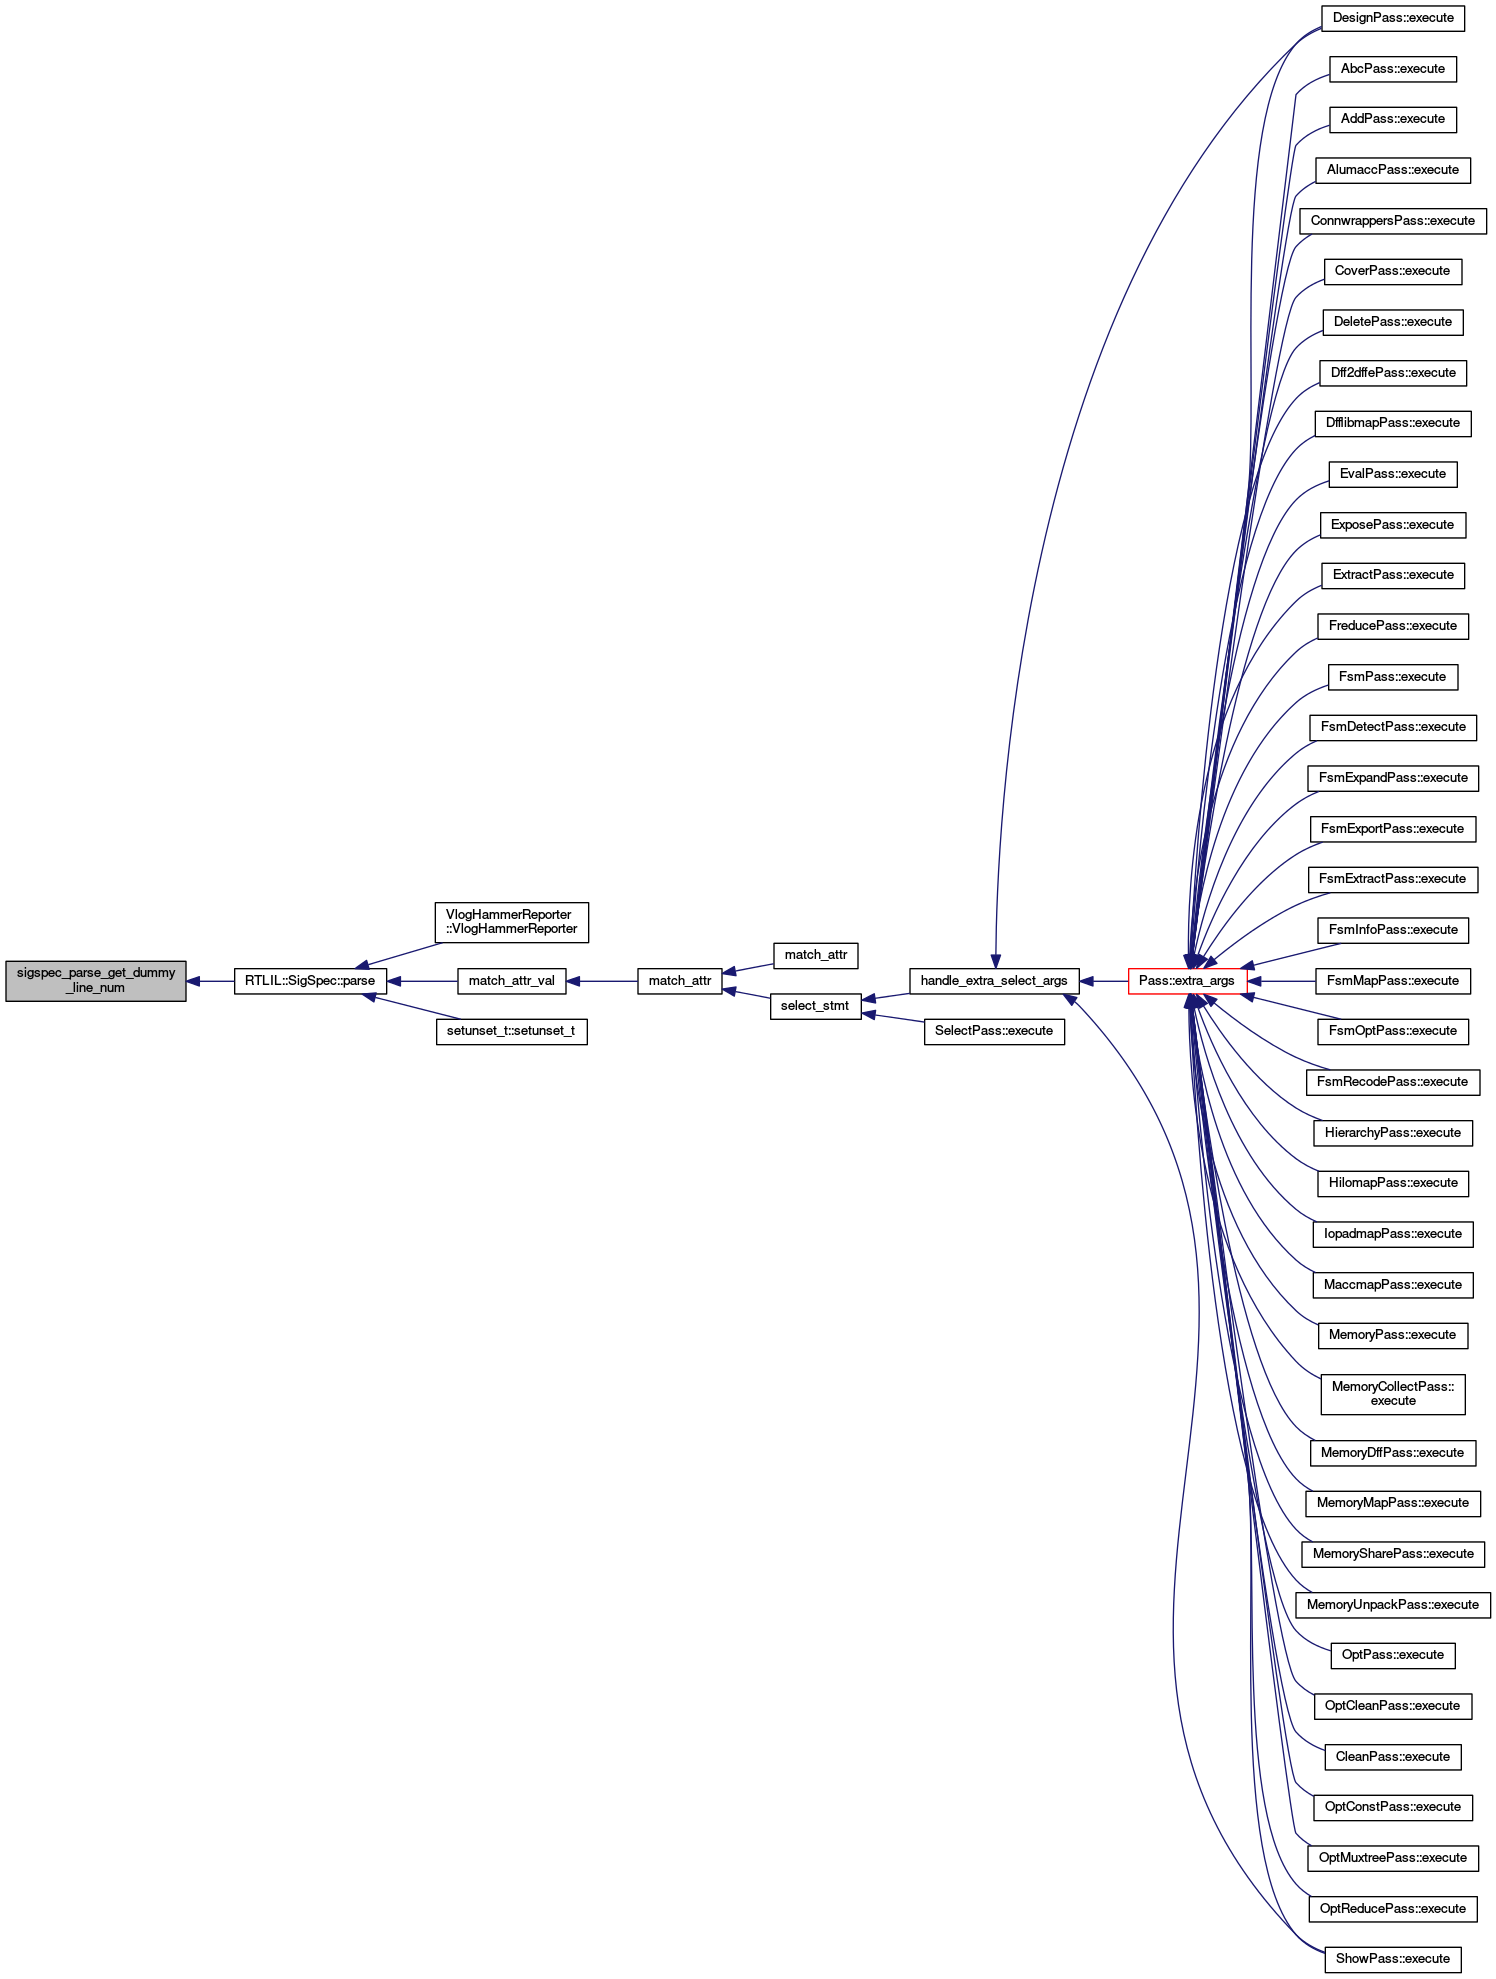 DesignPass::execute
AbcPass::execute
AddPass::execute
AlumaccPass::execute
ConnwrappersPass::execute
CoverPass::execute
DeletePass::execute
Dff2dffePass::execute
DfflibmapPass::execute
EvalPass::execute
ExposePass::execute
ExtractPass::execute
FreducePass::execute
FsmPass::execute
FsmDetectPass::execute
FsmExpandPass::execute
FsmExportPass::execute
FsmExtractPass::execute
VlogHammerReporter
::VlogHammerReporter
FsmInfoPass::execute
match_attr
sigspec_parse_get_dummy
_line_num
RTLIL::SigSpec::parse
match_attr_val
match_attr
handle_extra_select_args
Pass::extra_args
FsmMapPass::execute
select_stmt
setunset_t::setunset_t
SelectPass::execute
FsmOptPass::execute
FsmRecodePass::execute
HierarchyPass::execute
HilomapPass::execute
IopadmapPass::execute
MaccmapPass::execute
MemoryPass::execute
MemoryCollectPass::
execute
MemoryDffPass::execute
MemoryMapPass::execute
MemorySharePass::execute
MemoryUnpackPass::execute
OptPass::execute
OptCleanPass::execute
CleanPass::execute
OptConstPass::execute
OptMuxtreePass::execute
OptReducePass::execute
ShowPass::execute